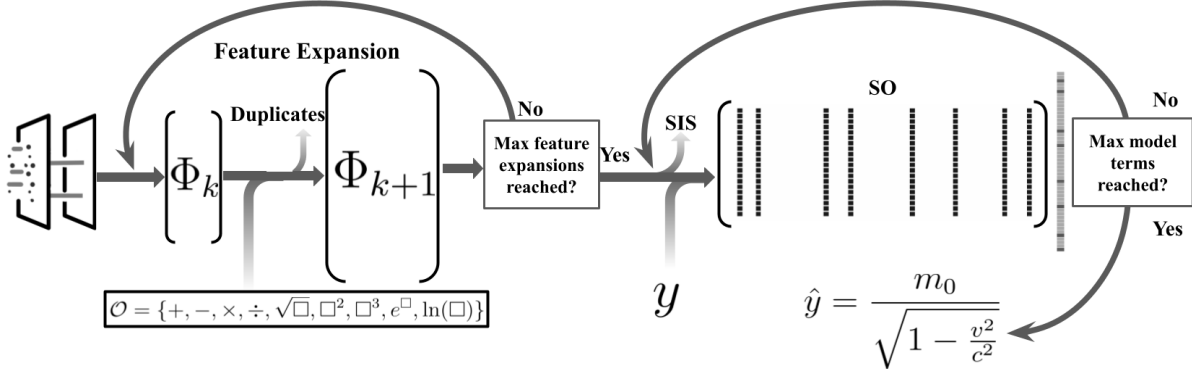 Feature Expansion
Duplicates
Φ_k
Φ_{k+1}
𝒪 = {+, −, ×, ÷, √□, □², □³, e^□, ln(□)}
No
Max feature
expansions
reached?
Yes
SIS
y
SO
No
Max model
terms
reached?
Yes
ŷ = m₀ / √(1 − v²/c²)